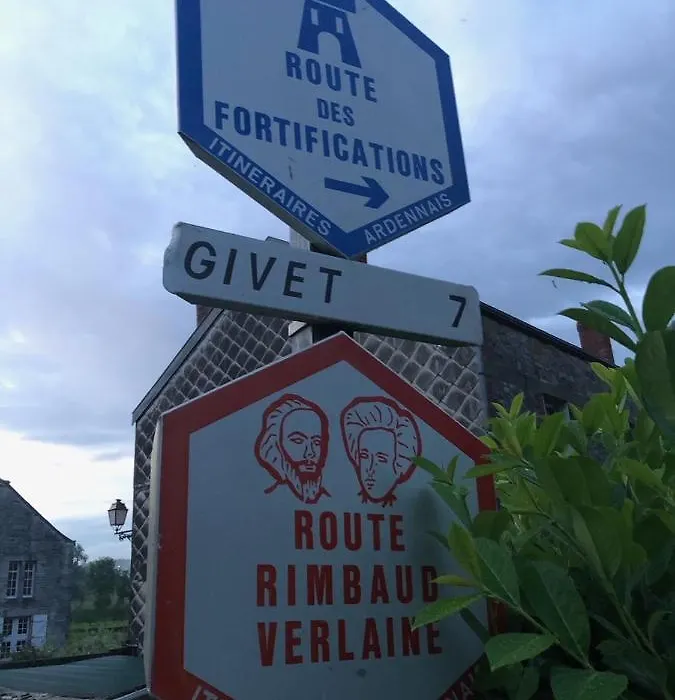 ROUTE
DES
FORTIFICATIONS
ITINERAIRES ARDENNAIS
GIVET 7
ROUTE
RIMBAUD
VERLAINE